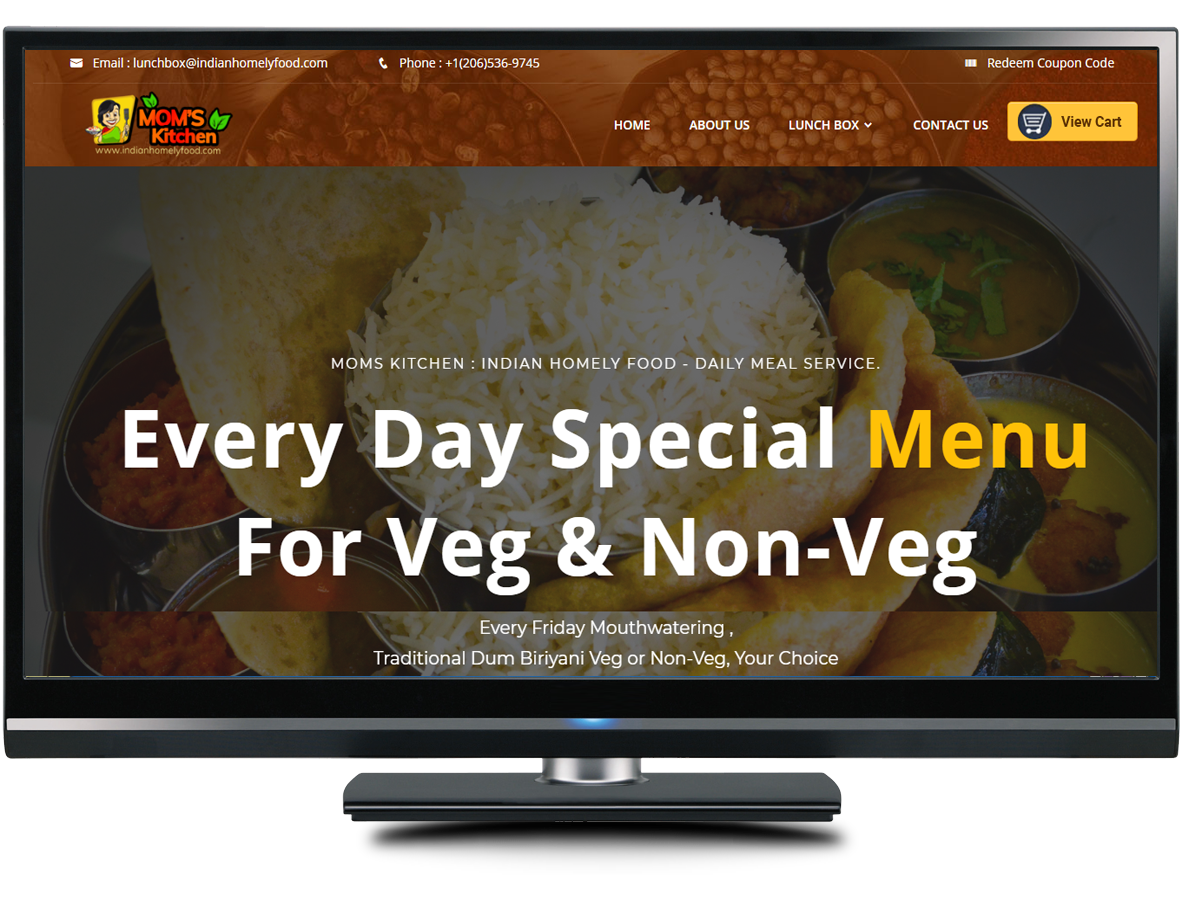 Email : lunchbox@indianhomelyfood.com
Phone : +1(206)536-9745
Redeem Coupon Code
MOM'S
Kitchen
www.indianhomelyfood.com
HOME
ABOUT US
LUNCH BOX
CONTACT US
View Cart
MOMS KITCHEN : INDIAN HOMELY FOOD - DAILY MEAL SERVICE.
Every Day Special Menu
For Veg & Non-Veg
Every Friday Mouthwatering ,
Traditional Dum Biriyani Veg or Non-Veg, Your Choice